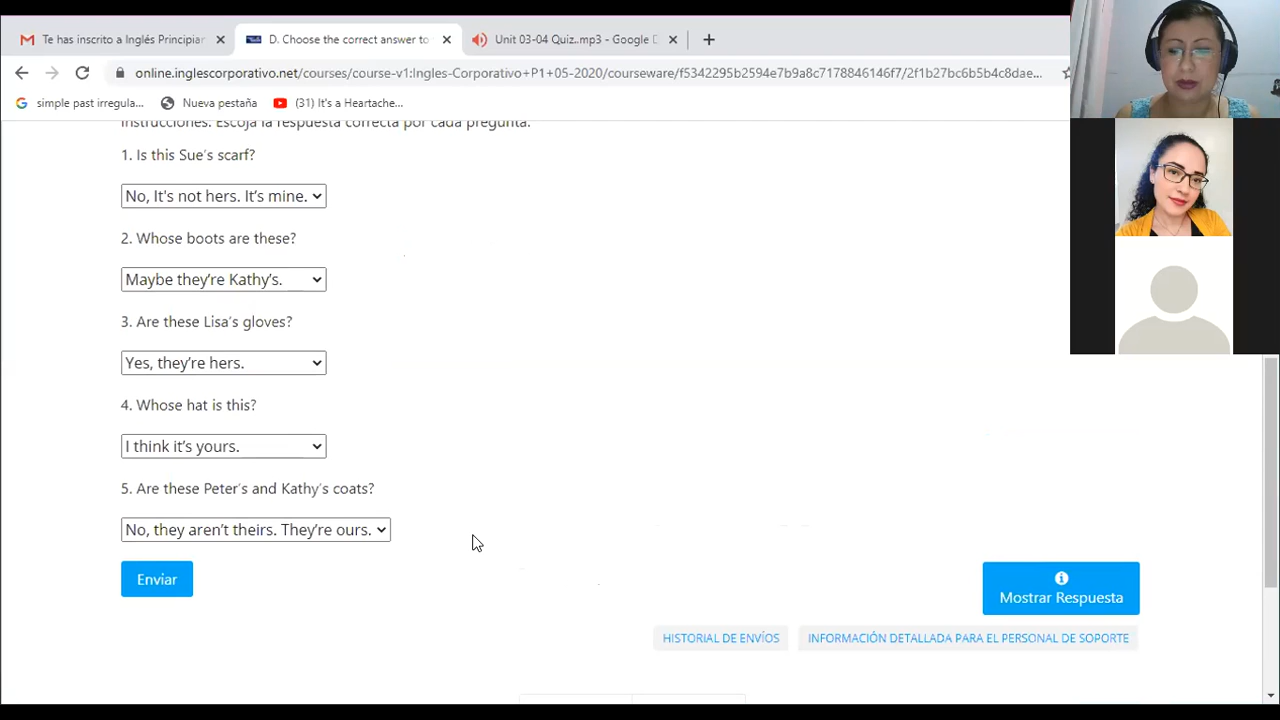 Te has inscrito a Inglés Principian
D. Choose the correct answer to
Unit 03-04 Quiz..mp3 - Google D
online.inglescorporativo.net/courses/course-v1:Ingles-Corporativo+P1+05-2020/courseware/f5342295b2594e7b9a8c7178846146f7/2f1b27bc6b5b4c8dae...
simple past irregula...
Nueva pestaña
(31) It's a Heartache...
Instrucciones. Escoja la respuesta correcta por cada pregunta.
1. Is this Sue's scarf?
No, It's not hers. It's mine.
2. Whose boots are these?
Maybe they're Kathy's.
3. Are these Lisa's gloves?
Yes, they're hers.
4. Whose hat is this?
I think it's yours.
5. Are these Peter's and Kathy's coats?
No, they aren't theirs. They're ours.
Enviar
Mostrar Respuesta
HISTORIAL DE ENVÍOS
INFORMACIÓN DETALLADA PARA EL PERSONAL DE SOPORTE